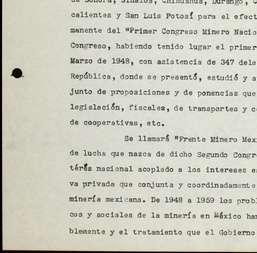 de Sonora, Sinaloa, Chihuahua, Durango,
calientes y San Luis Potosí para el efect
manente del "Primer Congreso Minero Nacio
Congreso, habiendo tenido lugar el primer
Marzo de 1948, con asistencia de 347 dele
República, donde se presentó, estudió y a
junto de proposiciones y de ponencias que
legislación, fiscales, de transportes y c
de cooperativas, etc.
Se llamará "Frente Minero Mex
de lucha que nazca de dicho Segundo Congr
terés nacional acoplado a los intereses e
va privada que conjunta y coordinadamente
minería mexicana. De 1948 a 1959 los probl
cos y sociales de la minería en México han
blemente y el tratamiento que el Gobierno